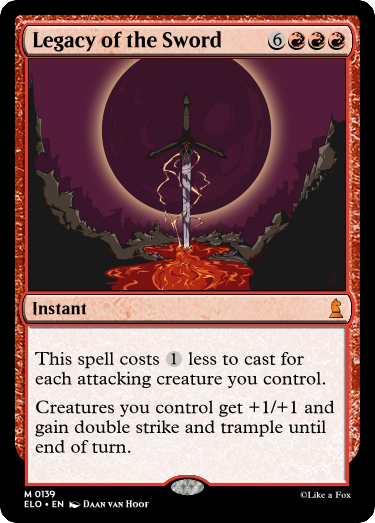 Legacy of the Sword 6
Instant
This spell costs 1 less to cast for
each attacking creature you control.
Creatures you control get +1/+1 and
gain double strike and trample until
end of turn.
M 0139
ELO • EN Daan van Hoof
©Like a Fox